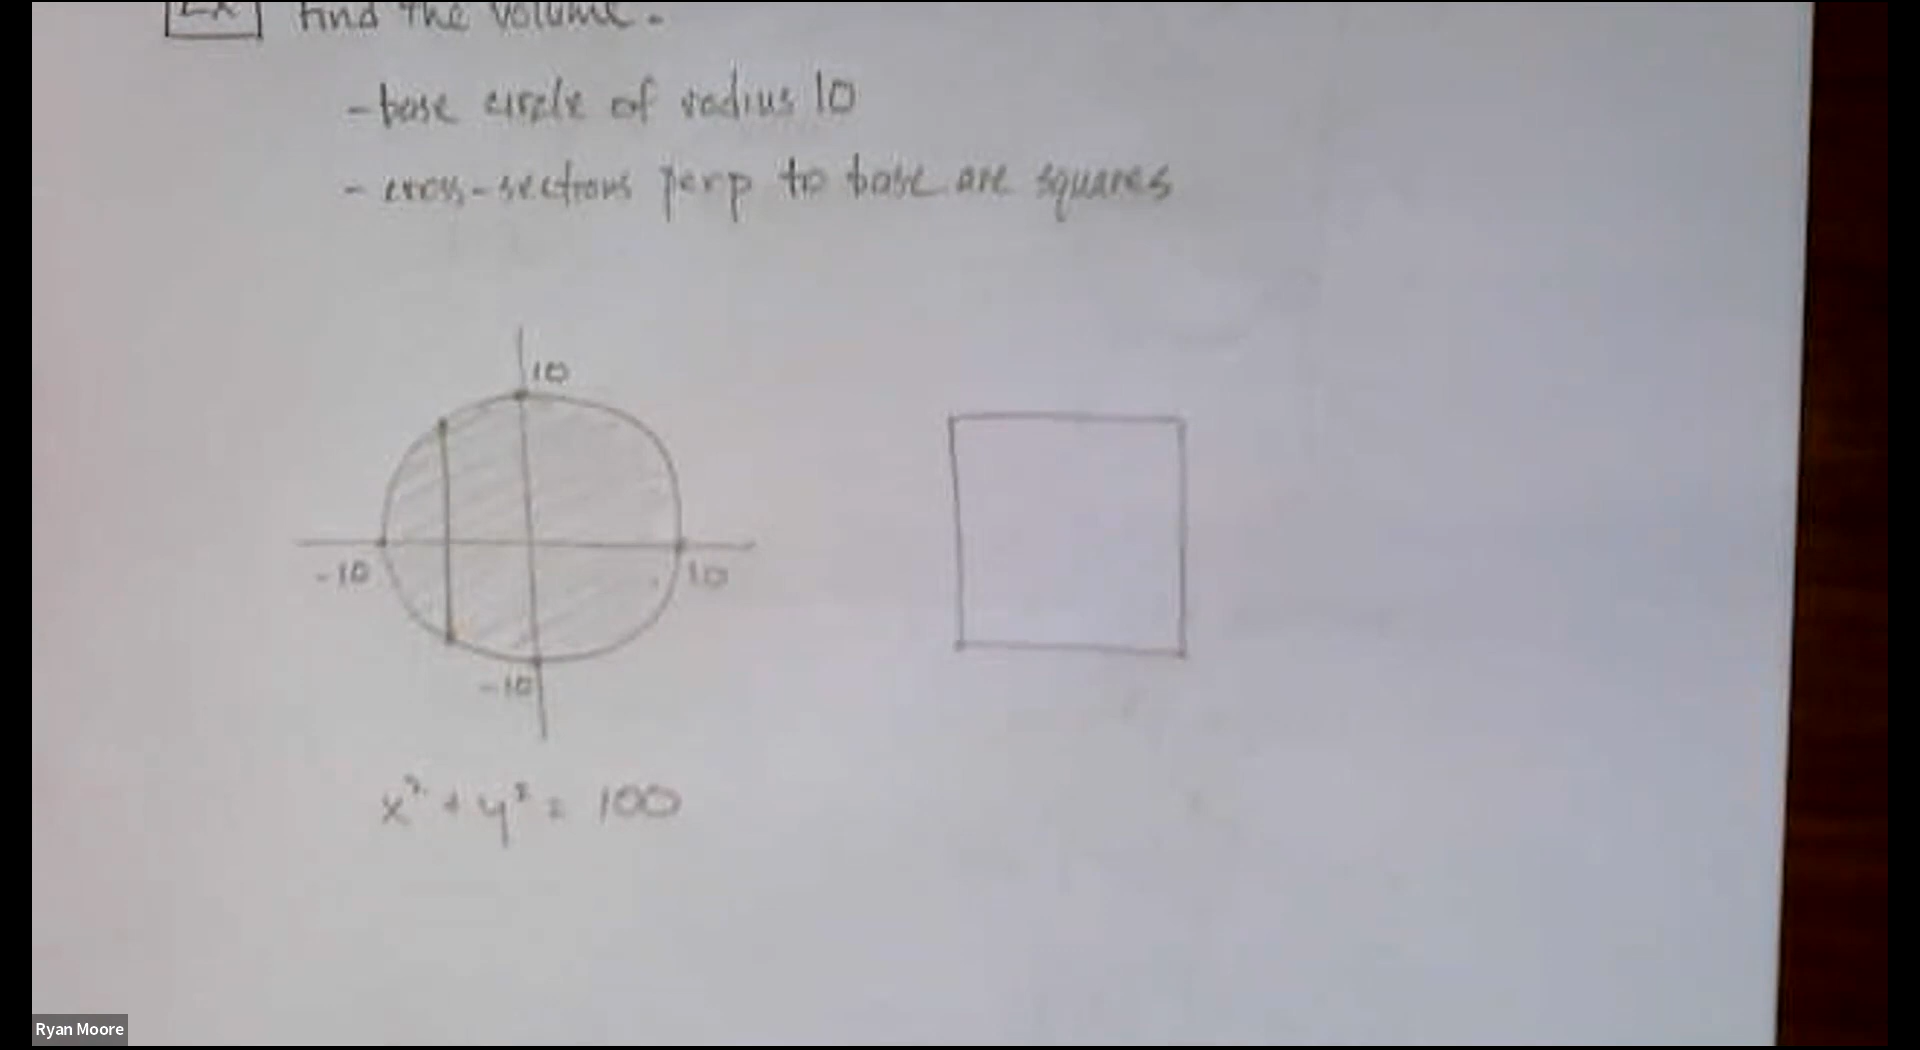 Ex Find the volume.
- base circle of radius 10
- cross-sections perp to base are squares
10
-10 10
-10
x² + y² = 100
Ryan Moore